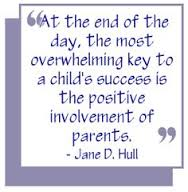 "At the end of the
day, the most
overwhelming key to
a child's success is
the positive
involvement of
parents."
- Jane D. Hull